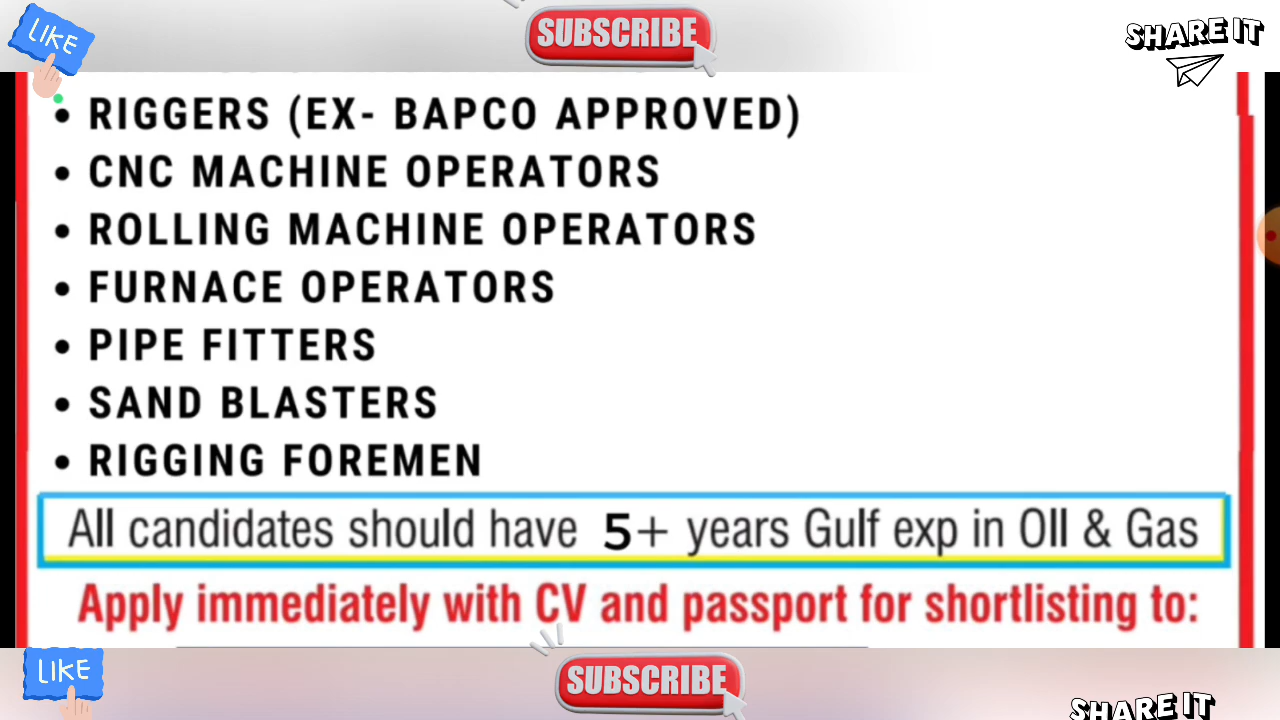 LIKE
SUBSCRIBE
SHARE IT
• RIGGERS (EX- BAPCO APPROVED)
• CNC MACHINE OPERATORS
• ROLLING MACHINE OPERATORS
• FURNACE OPERATORS
• PIPE FITTERS
• SAND BLASTERS
• RIGGING FOREMEN
All candidates should have 5+ years Gulf exp in Oll & Gas
Apply immediately with CV and passport for shortlisting to:
LIKE
SUBSCRIBE
SHARE IT